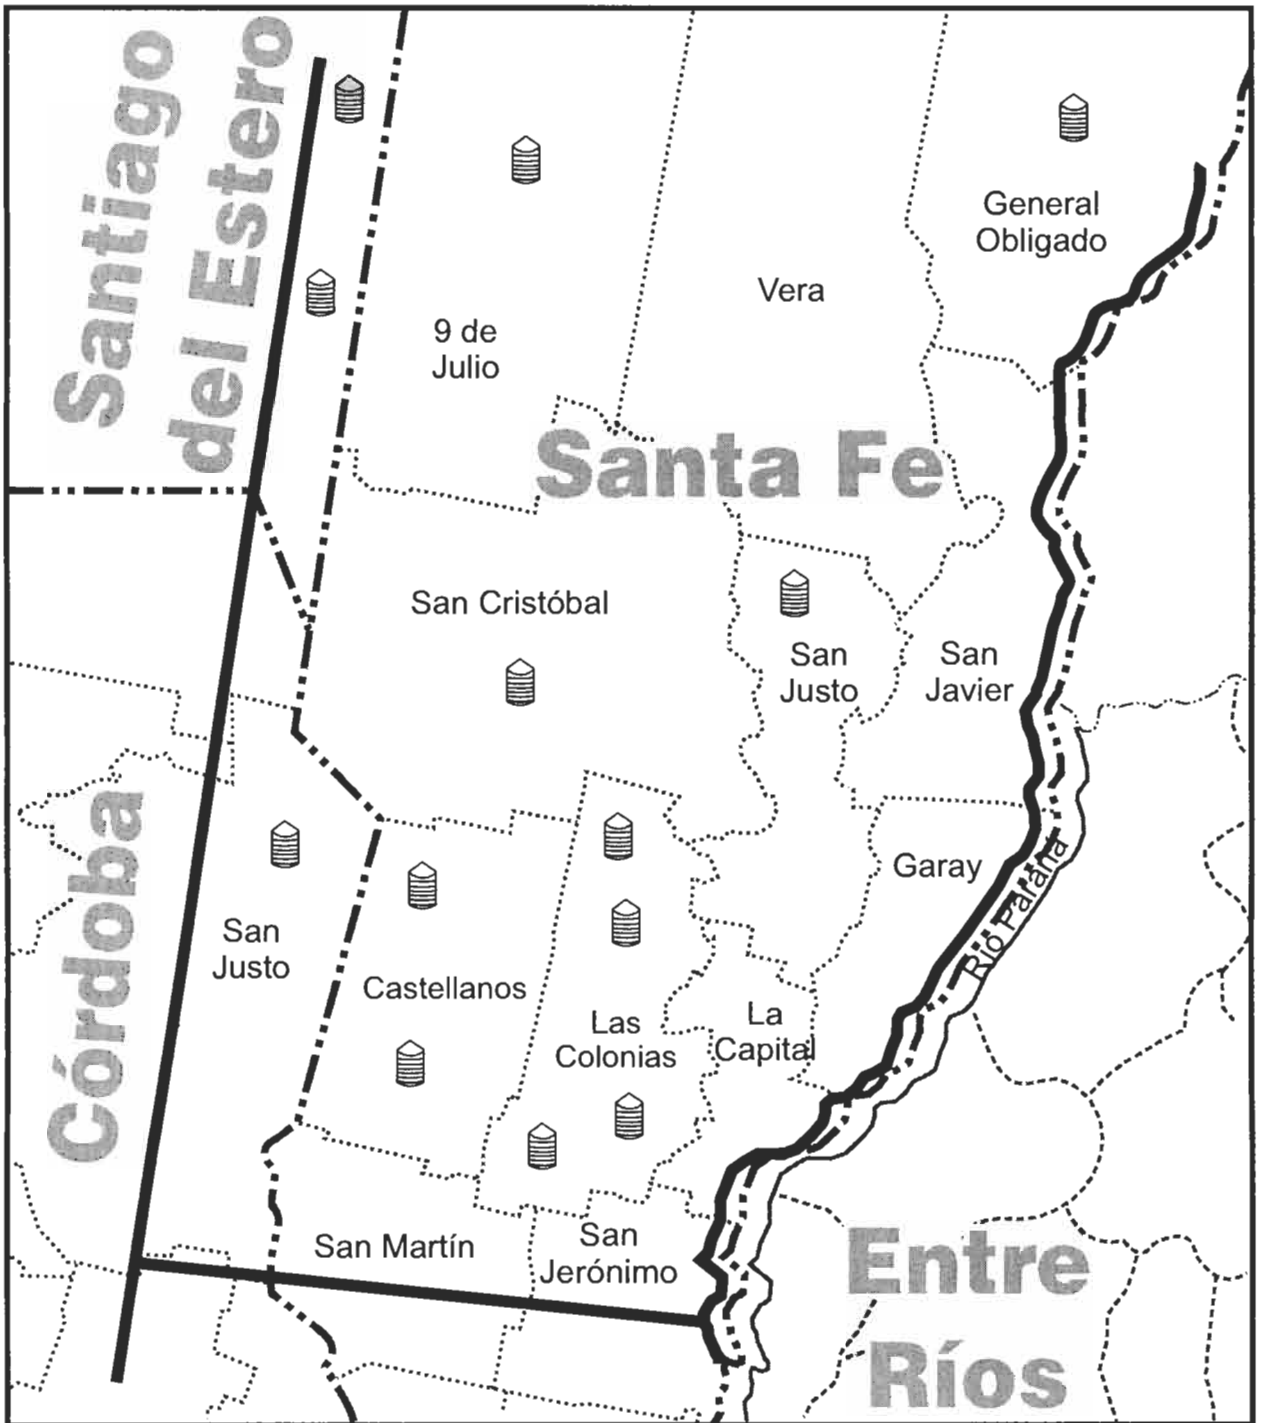 Santiago
del Estero
General
Obligado
Vera
9 de
Julio
Santa Fe
San Cristóbal
San
Justo
San
Javier
Córdoba
Garay
Río Paraná
San
Justo
Castellanos
Las
Colonias
La
Capital
San Martín
San
Jerónimo
Entre
Ríos